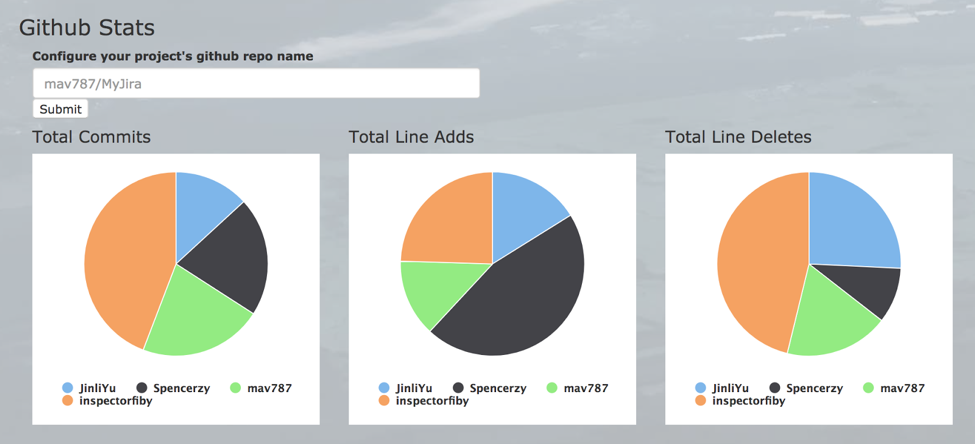 Github Stats
Configure your project's github repo name
mav787/MyJira
Submit
Total Commits
Total Line Adds
Total Line Deletes
JinliYu Spencerzy mav787
inspectorfiby
JinliYu Spencerzy mav787
inspectorfiby
JinliYu Spencerzy mav787
inspectorfiby